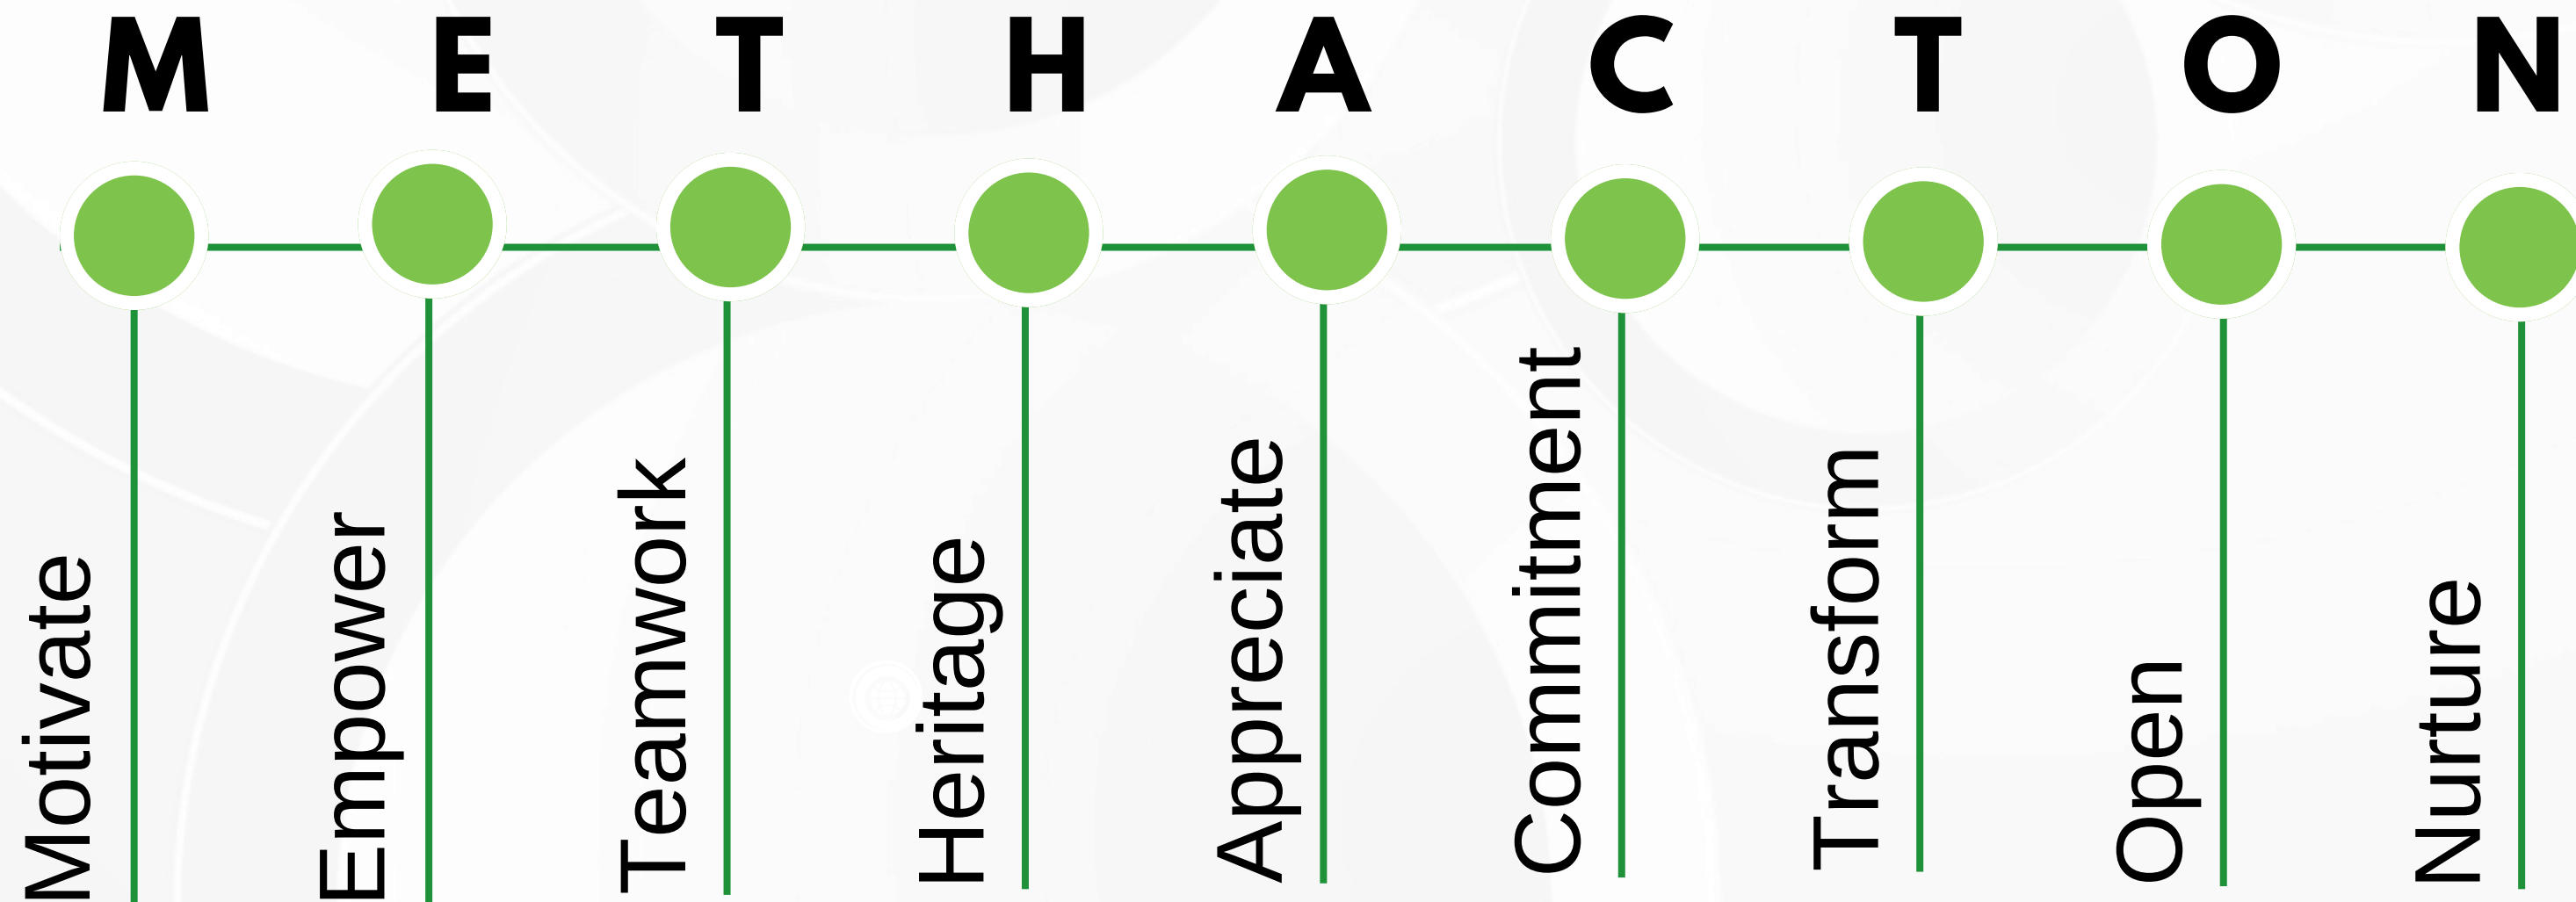 M E T H A C T O N
Motivate
Empower
Teamwork
Heritage
Appreciate
Commitment
Transform
Open
Nurture